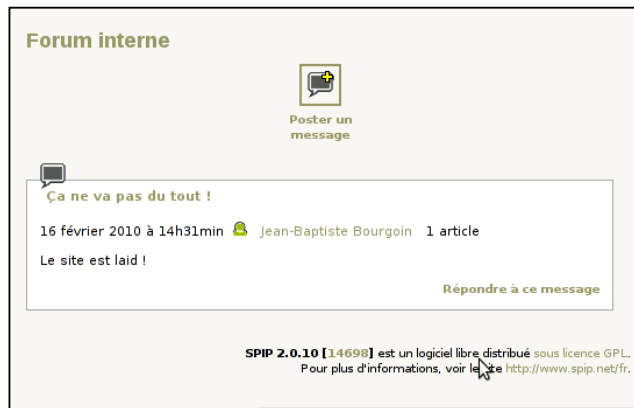 Forum interne
Poster un
message
Ça ne va pas du tout !
16 février 2010 à 14h31min Jean-Baptiste Bourgoin 1 article
Le site est laid !
Répondre à ce message
SPIP 2.0.10 [14698] est un logiciel libre distribué sous licence GPL.
Pour plus d'informations, voir le site http://www.spip.net/fr.